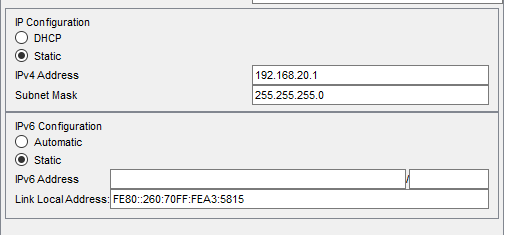 IP Configuration
DHCP
Static
IPv4 Address 192.168.20.1
Subnet Mask 255.255.255.0
IPv6 Configuration
Automatic
Static
IPv6 Address /
Link Local Address: FE80::260:70FF:FEA3:5815